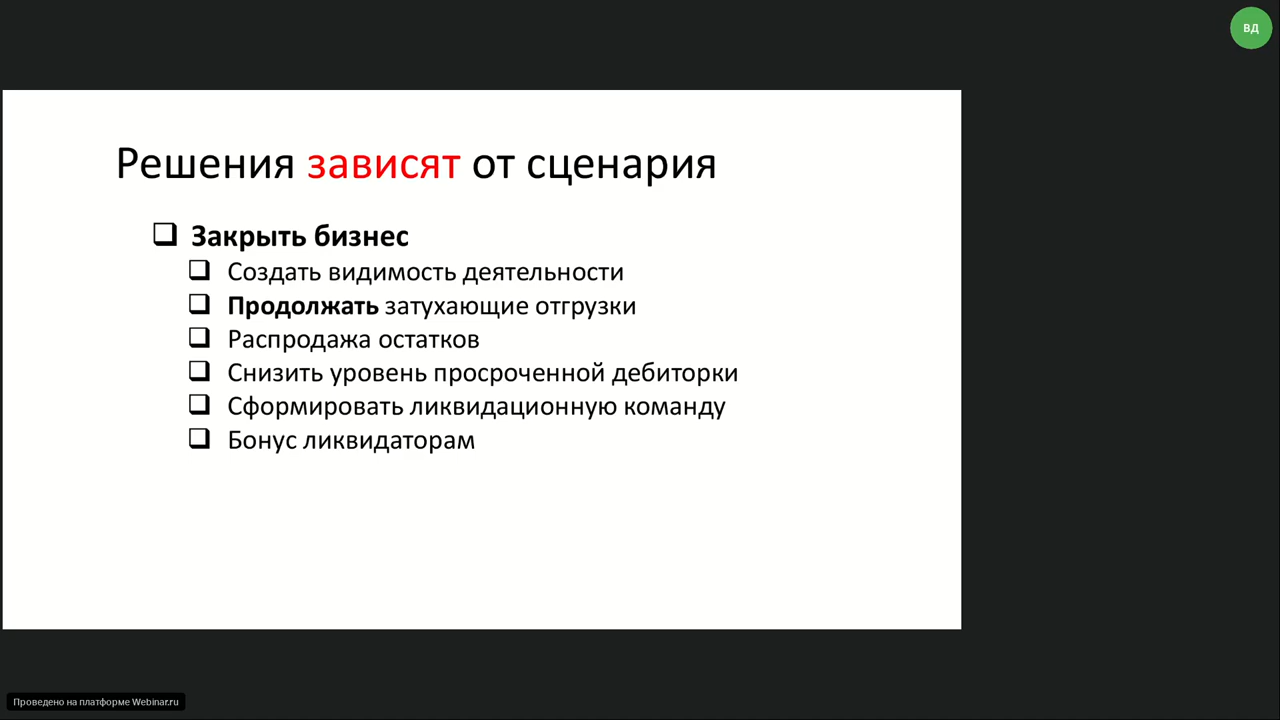 ВД
Решения зависят от сценария
Закрыть бизнес
Создать видимость деятельности
Продолжать затухающие отгрузки
Распродажа остатков
Снизить уровень просроченной дебиторки
Сформировать ликвидационную команду
Бонус ликвидаторам
Проведено на платформе Webinar.ru